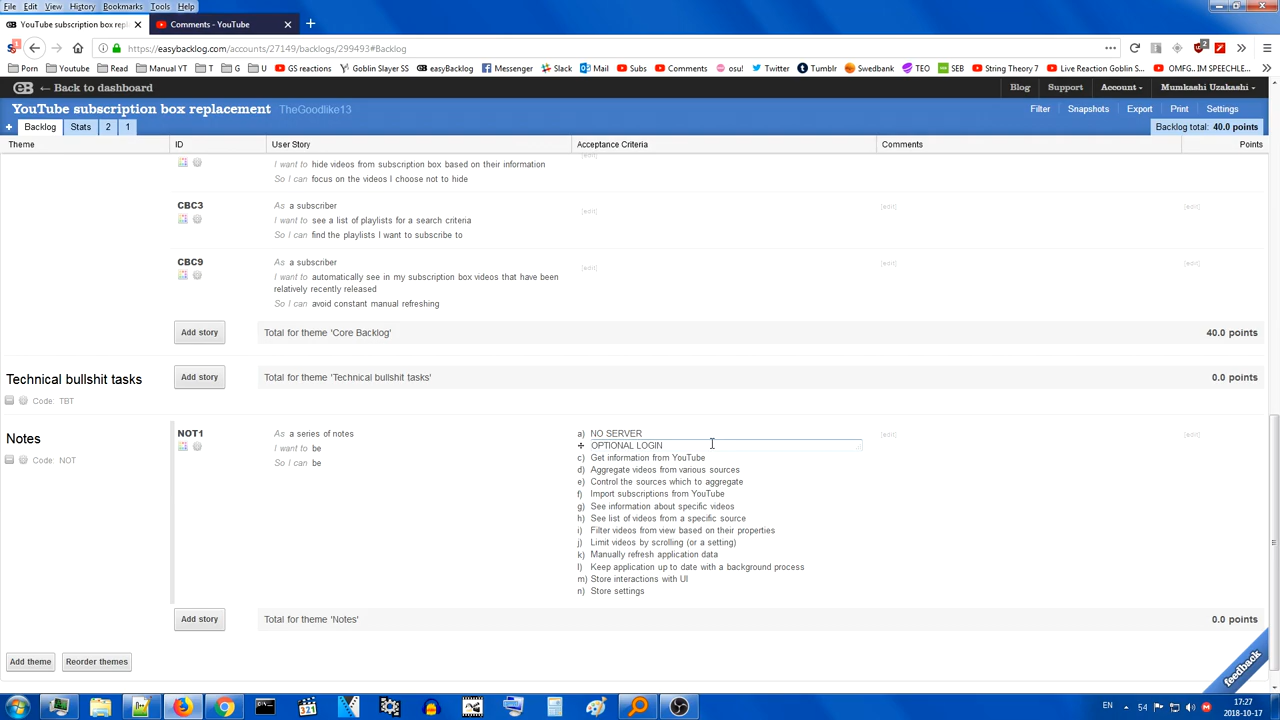 File Edit View History Bookmarks Tools Help
YouTube subscription box repl
Comments - YouTube
https://easybacklog.com/accounts/27149/backlogs/299493#Backlog
Porn Youtube Read Manual YT T G U GS reactions Goblin Slayer SS easyBacklog Messenger Slack Mail Subs Comments osu! Twitter Tumblr Swedbank TEO SEB String Theory 7 Live Reaction Goblin S... OMFG.. IM SPEECHLE...
← Back to dashboard Blog Support Account Mumkashi Uzakashi
YouTube subscription box replacement TheGoodlike13 Filter Snapshots Export Print Settings
+ Backlog Stats 2 1 Backlog total: 40.0 points
Theme ID User Story Acceptance Criteria Comments Points
I want to hide videos from subscription box based on their information [edit]
So I can focus on the videos I choose not to hide
CBC3 As a subscriber
I want to see a list of playlists for a search criteria [edit] [edit] [edit]
So I can find the playlists I want to subscribe to
CBC9 As a subscriber
I want to automatically see in my subscription box videos that have been [edit] [edit] [edit]
relatively recently released
So I can avoid constant manual refreshing
Add story Total for theme 'Core Backlog' 40.0 points
Technical bullshit tasks Add story Total for theme 'Technical bullshit tasks' 0.0 points
Code: TBT
Notes NOT1 As a series of notes
I want to be
So I can be
Code: NOT
a) NO SERVER [edit] [edit]
OPTIONAL LOGIN
c) Get information from YouTube
d) Aggregate videos from various sources
e) Control the sources which to aggregate
f) Import subscriptions from YouTube
g) See information about specific videos
h) See list of videos from a specific source
i) Filter videos from view based on their properties
j) Limit videos by scrolling (or a setting)
k) Manually refresh application data
l) Keep application up to date with a background process
m) Store interactions with UI
n) Store settings
Add story Total for theme 'Notes' 0.0 points
Add theme Reorder themes
feedback
EN 54 17:27
2018-10-17